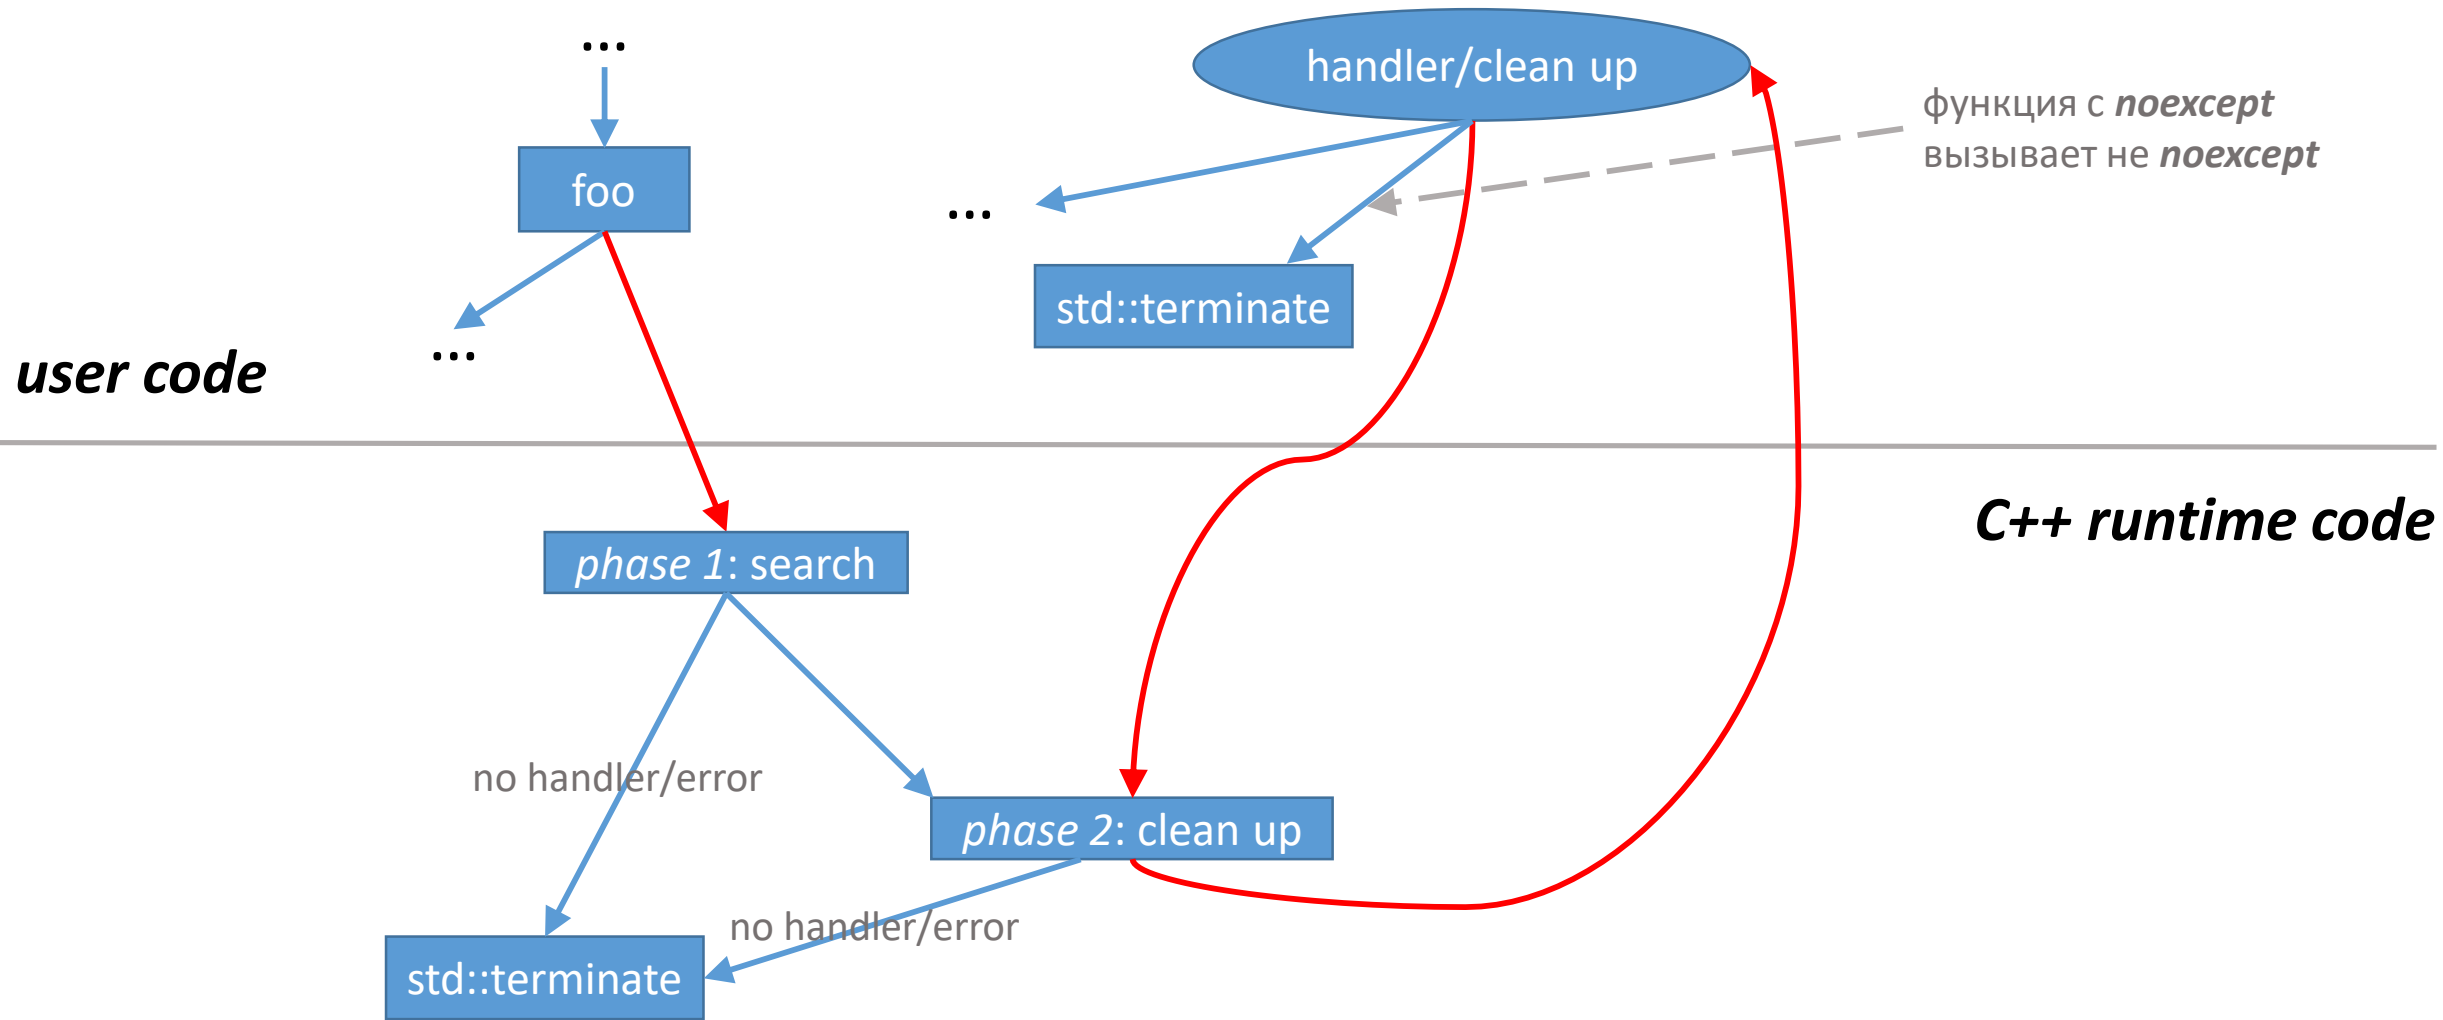 ...
handler/clean up
функция с noexcept
вызывает не noexcept
foo
...
std::terminate
...
user code
C++ runtime code
phase 1: search
no handler/error
phase 2: clean up
no handler/error
std::terminate